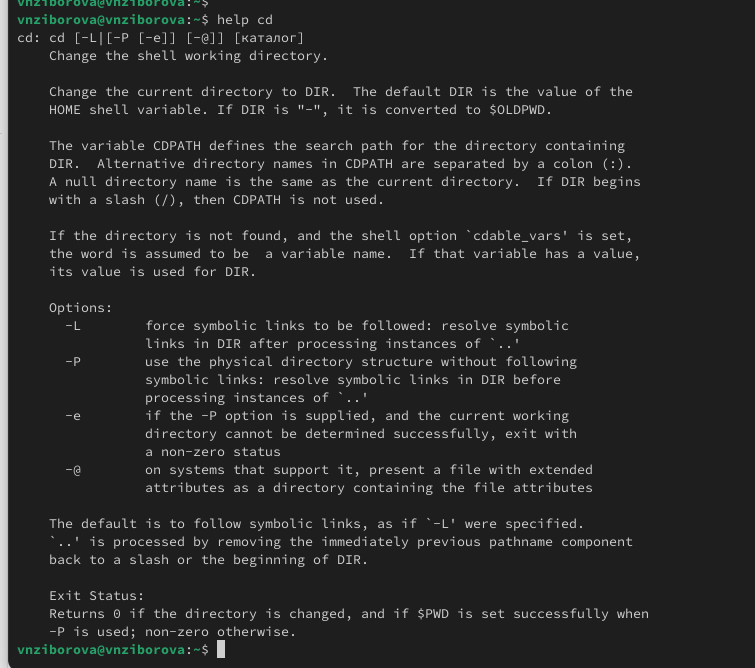 vnziborova@vnziborova:~$
vnziborova@vnziborova:~$ help cd
cd: cd [-L|[-P [-e]] [-@]] [каталог]
    Change the shell working directory.

    Change the current directory to DIR.  The default DIR is the value of the
    HOME shell variable. If DIR is "-", it is converted to $OLDPWD.

    The variable CDPATH defines the search path for the directory containing
    DIR.  Alternative directory names in CDPATH are separated by a colon (:).
    A null directory name is the same as the current directory.  If DIR begins
    with a slash (/), then CDPATH is not used.

    If the directory is not found, and the shell option `cdable_vars' is set,
    the word is assumed to be  a variable name.  If that variable has a value,
    its value is used for DIR.

    Options:
      -L        force symbolic links to be followed: resolve symbolic
                links in DIR after processing instances of `..'
      -P        use the physical directory structure without following
                symbolic links: resolve symbolic links in DIR before
                processing instances of `..'
      -e        if the -P option is supplied, and the current working
                directory cannot be determined successfully, exit with
                a non-zero status
      -@        on systems that support it, present a file with extended
                attributes as a directory containing the file attributes

    The default is to follow symbolic links, as if `-L' were specified.
    `..' is processed by removing the immediately previous pathname component
    back to a slash or the beginning of DIR.

    Exit Status:
    Returns 0 if the directory is changed, and if $PWD is set successfully when
    -P is used; non-zero otherwise.
vnziborova@vnziborova:~$